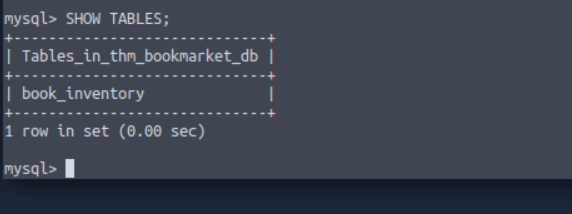 mysql> SHOW TABLES;
+-----------------------------+
| Tables_in_thm_bookmarket_db |
+-----------------------------+
| book_inventory              |
+-----------------------------+
1 row in set (0.00 sec)
mysql>